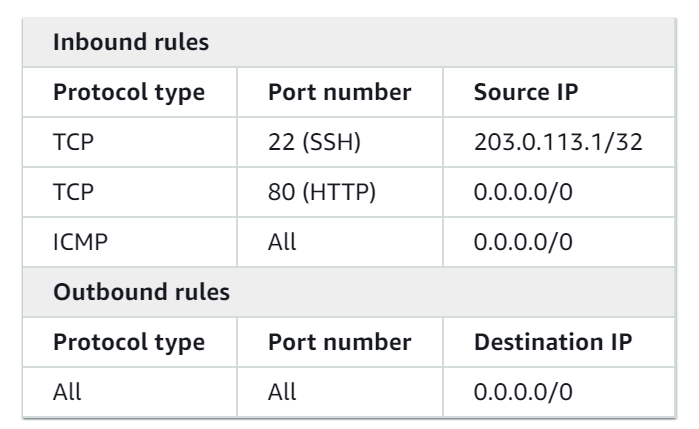 Inbound rules
Protocol type Port number Source IP
TCP 22 (SSH) 203.0.113.1/32
TCP 80 (HTTP) 0.0.0.0/0
ICMP All 0.0.0.0/0
Outbound rules
Protocol type Port number Destination IP
All All 0.0.0.0/0